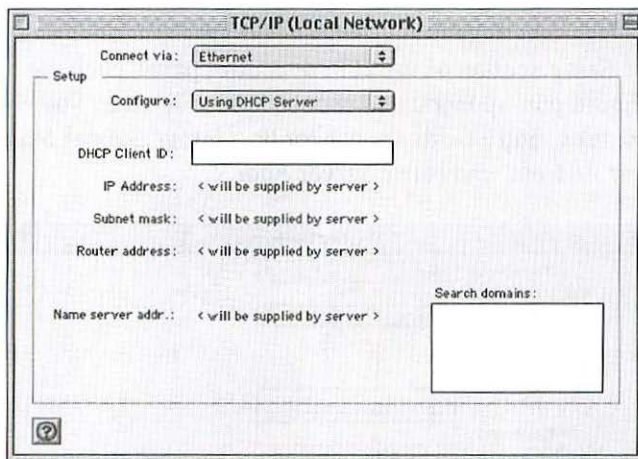 TCP/IP (Local Network)
Connect via: Ethernet
Setup
Configure: Using DHCP Server
DHCP Client ID:
IP Address: < will be supplied by server >
Subnet mask: < will be supplied by server >
Router address: < will be supplied by server >
Search domains:
Name server addr.: < will be supplied by server >
?